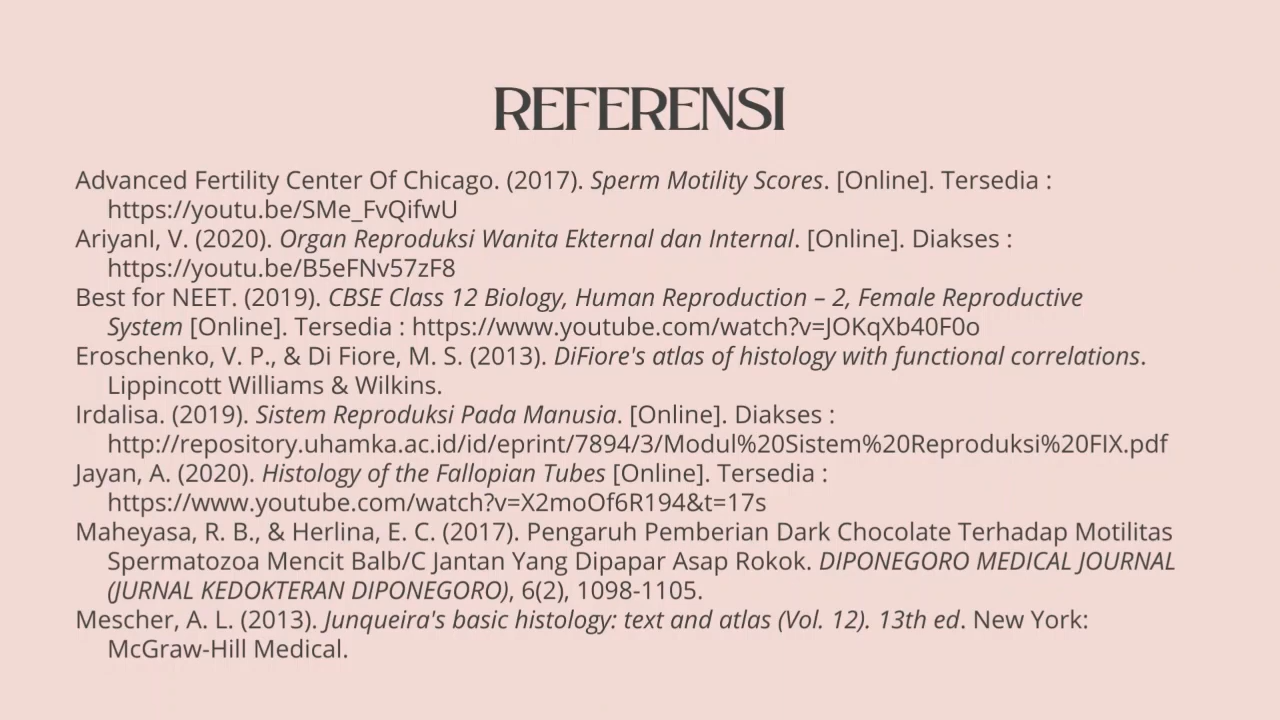 REFERENSI
Advanced Fertility Center Of Chicago. (2017). Sperm Motility Scores. [Online]. Tersedia :
https://youtu.be/SMe_FvQifwU
AriyanI, V. (2020). Organ Reproduksi Wanita Ekternal dan Internal. [Online]. Diakses :
https://youtu.be/B5eFNv57zF8
Best for NEET. (2019). CBSE Class 12 Biology, Human Reproduction – 2, Female Reproductive
System [Online]. Tersedia : https://www.youtube.com/watch?v=JOKqXb40F0o
Eroschenko, V. P., & Di Fiore, M. S. (2013). DiFiore's atlas of histology with functional correlations.
Lippincott Williams & Wilkins.
Irdalisa. (2019). Sistem Reproduksi Pada Manusia. [Online]. Diakses :
http://repository.uhamka.ac.id/id/eprint/7894/3/Modul%20Sistem%20Reproduksi%20FIX.pdf
Jayan, A. (2020). Histology of the Fallopian Tubes [Online]. Tersedia :
https://www.youtube.com/watch?v=X2moOf6R194&t=17s
Maheyasa, R. B., & Herlina, E. C. (2017). Pengaruh Pemberian Dark Chocolate Terhadap Motilitas
Spermatozoa Mencit Balb/C Jantan Yang Dipapar Asap Rokok. DIPONEGORO MEDICAL JOURNAL
(JURNAL KEDOKTERAN DIPONEGORO), 6(2), 1098-1105.
Mescher, A. L. (2013). Junqueira's basic histology: text and atlas (Vol. 12). 13th ed. New York:
McGraw-Hill Medical.